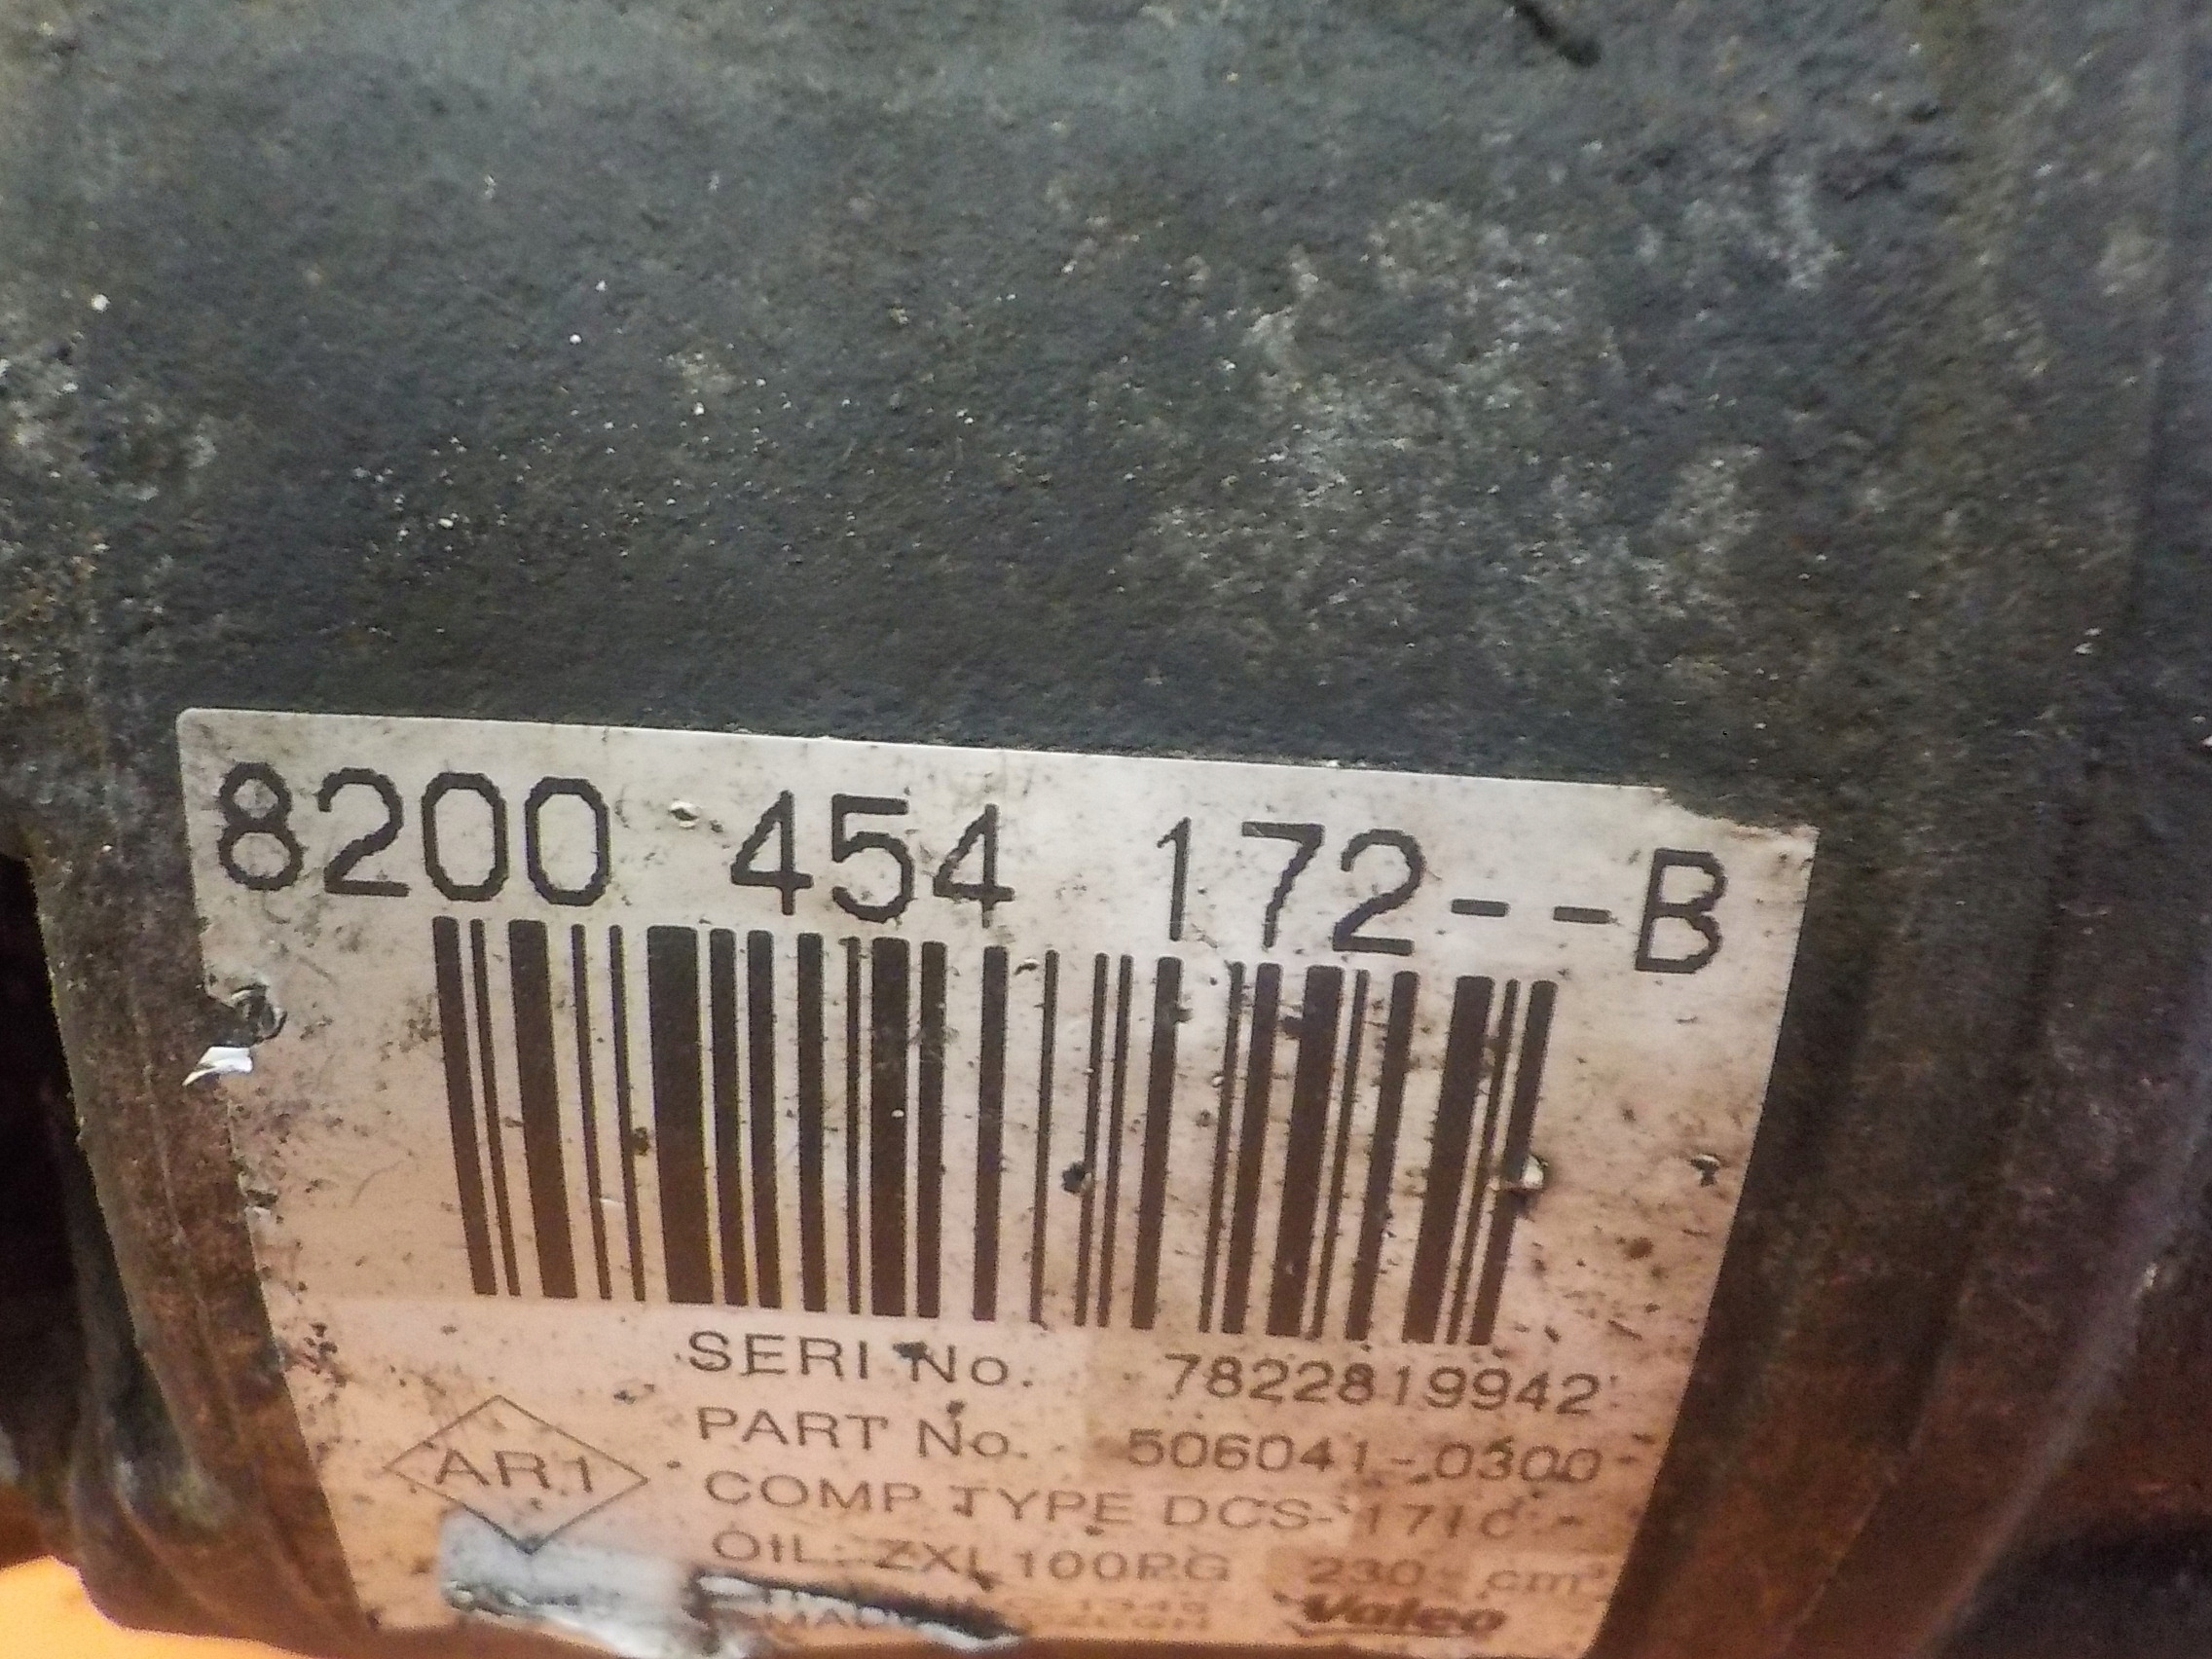 8200 454 172--B
SERI No. 7822819942
PART No. 506041-0300
AR1
COMP TYPE DCS-171C
OIL: ZXL100PG 230 cm³
Valeo